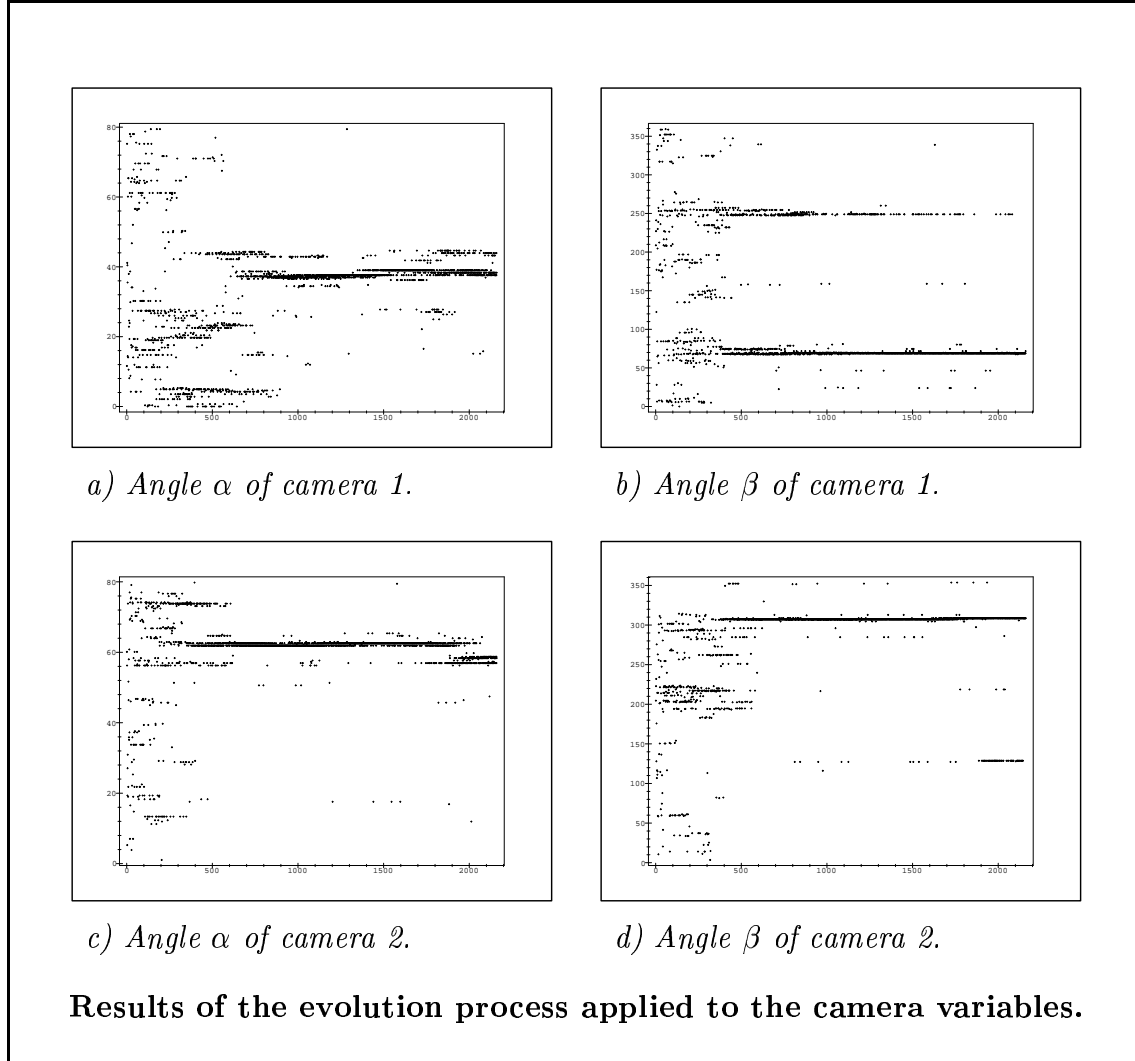 80
60
40
20
0
0 500 1000 1500 2000
a) Angle α of camera 1.
350
300
250
200
150
100
50
0
0 500 1000 1500 2000
b) Angle β of camera 1.
80
60
40
20
0
0 500 1000 1500 2000
c) Angle α of camera 2.
350
300
250
200
150
100
50
0
0 500 1000 1500 2000
d) Angle β of camera 2.
Results of the evolution process applied to the camera variables.